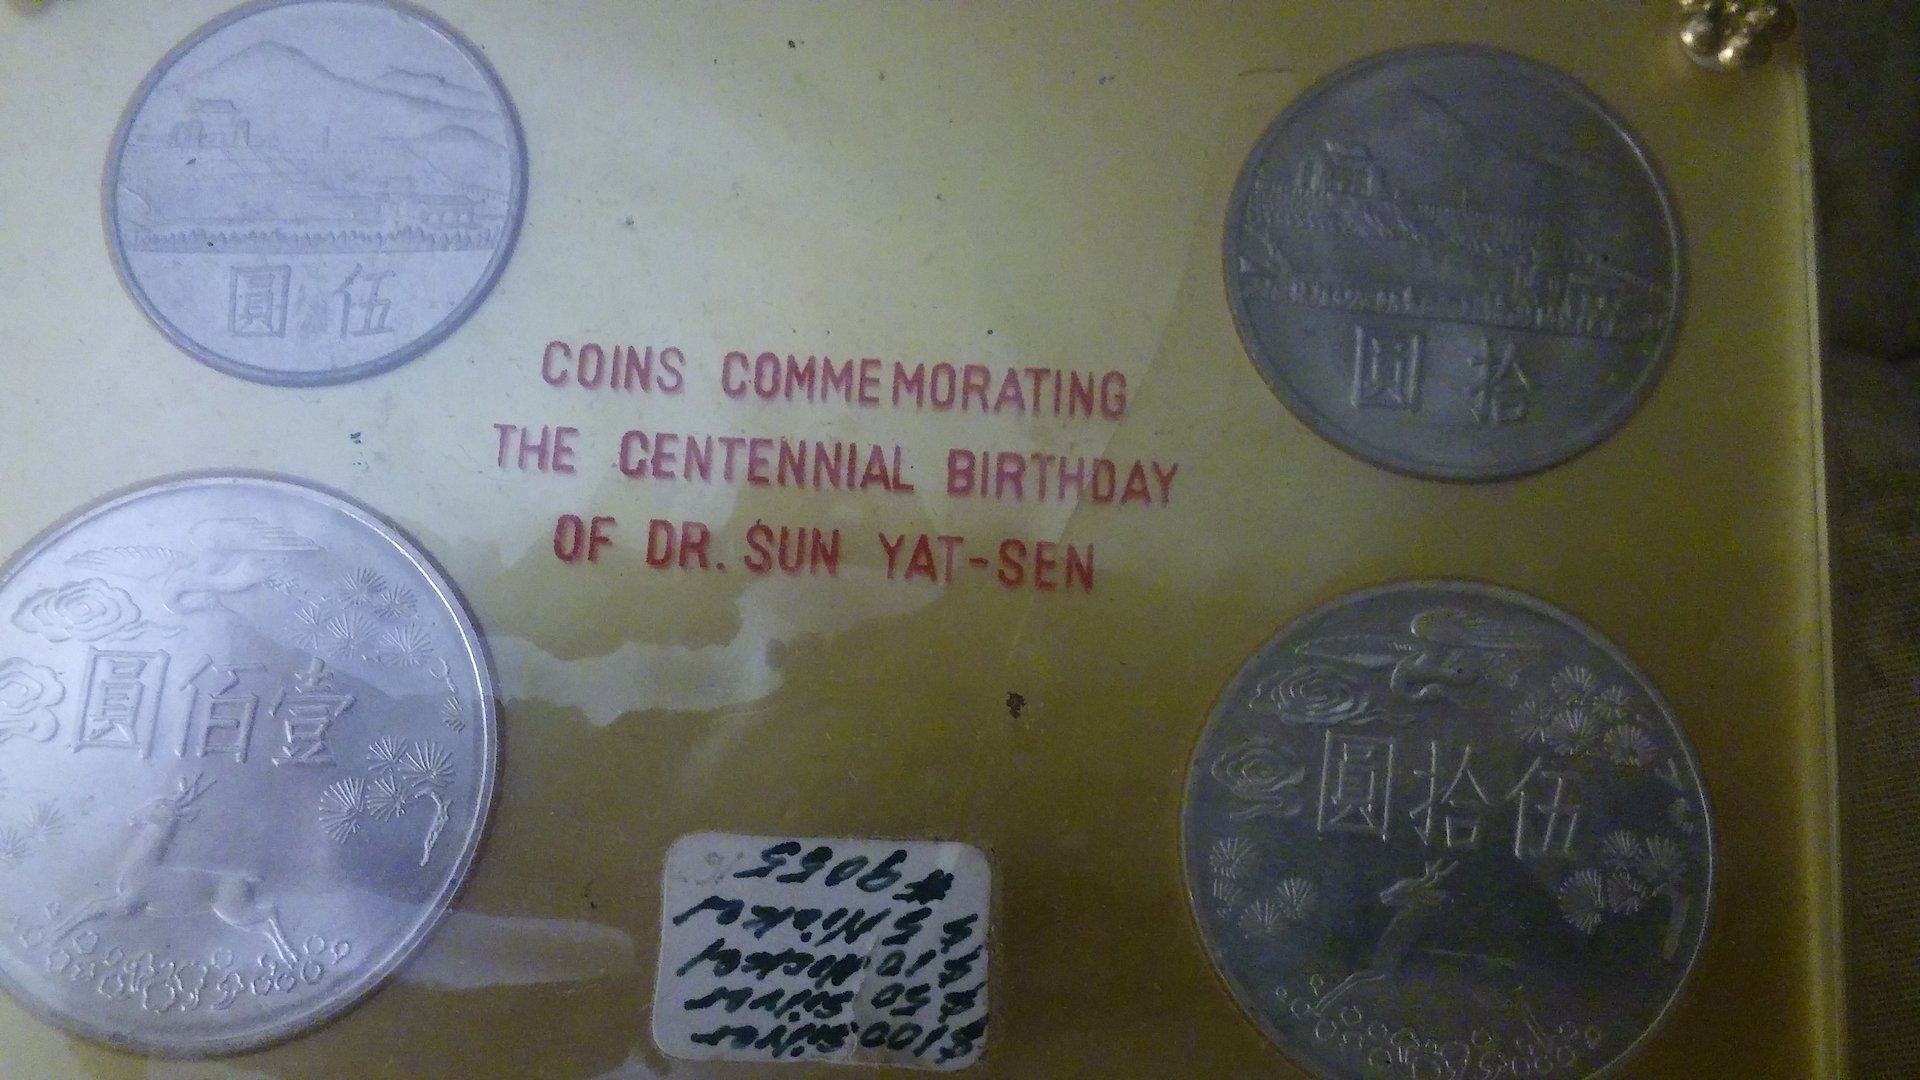 伍圓
拾圓
COINS COMMEMORATING
THE CENTENNIAL BIRTHDAY
OF DR. SUN YAT-SEN
壹佰圓
伍拾圓
$100 Silver
$ 50 Silver
$ 10 Nickel
$ 5 Nickel
# 9055